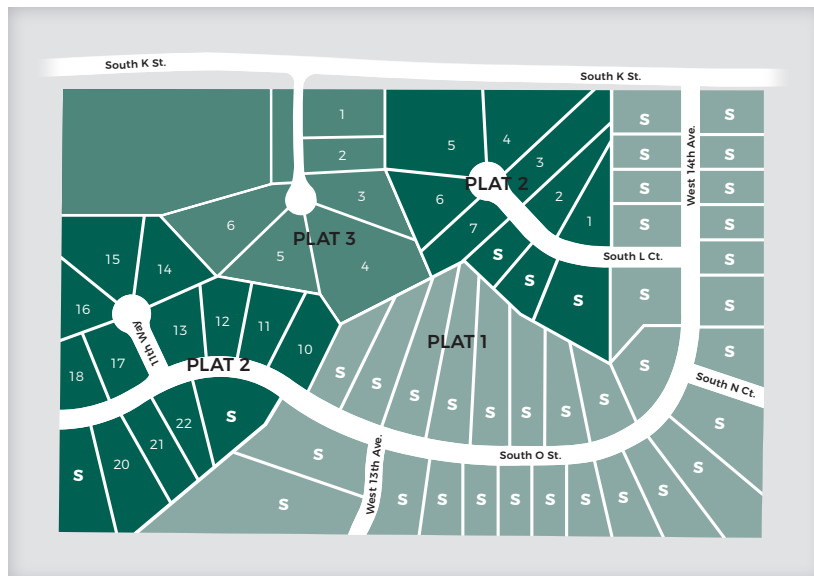 South K St.
South K St.
1
5
4
S
S
West 14th Ave.
2
3
S
S
PLAT 2
S
S
3
6
2
6
7
1
S
S
PLAT 3
15
5
4
S
S
South L Ct.
S
14
16
S
S
S
S
11th Way
13
12
11
10
PLAT 1
S
18
17
PLAT 2
S
S
S
South N Ct.
S
S
S
S
S
S
S
S
22
S
21
20
S
S
West 13th Ave.
South O St.
S
S
S
S
S
S
S
S
S
S
S